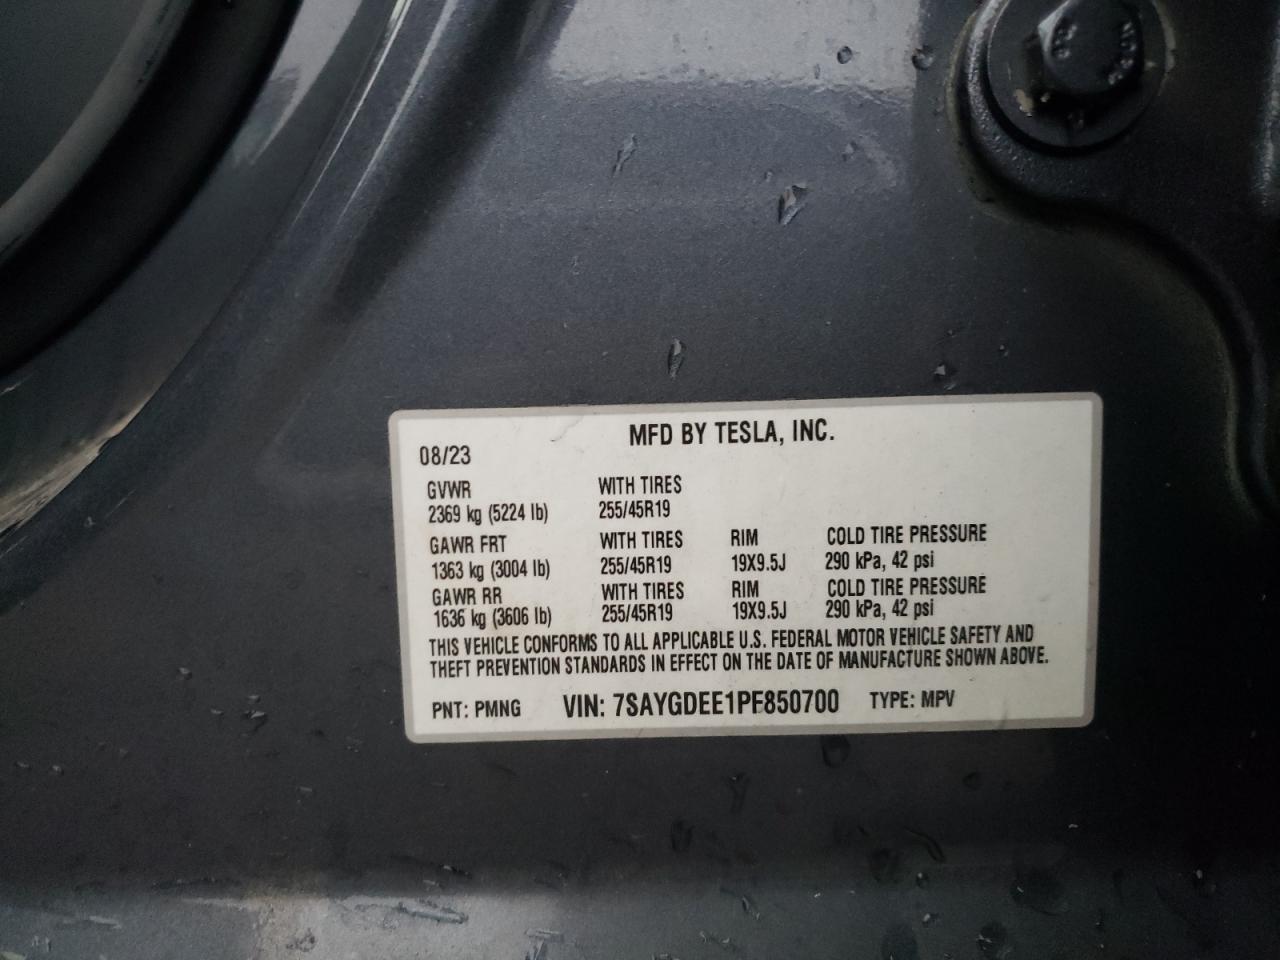 MFD BY TESLA, INC.
08/23
GVWR WITH TIRES
2369 kg (5224 lb) 255/45R19
GAWR FRT WITH TIRES RIM COLD TIRE PRESSURE
1363 kg (3004 lb) 255/45R19 19X9.5J 290 kPa, 42 psi
GAWR RR WITH TIRES RIM COLD TIRE PRESSURE
1636 kg (3606 lb) 255/45R19 19X9.5J 290 kPa, 42 psi
THIS VEHICLE CONFORMS TO ALL APPLICABLE U.S. FEDERAL MOTOR VEHICLE SAFETY AND
THEFT PREVENTION STANDARDS IN EFFECT ON THE DATE OF MANUFACTURE SHOWN ABOVE.
PNT: PMNG VIN: 7SAYGDEE1PF850700 TYPE: MPV